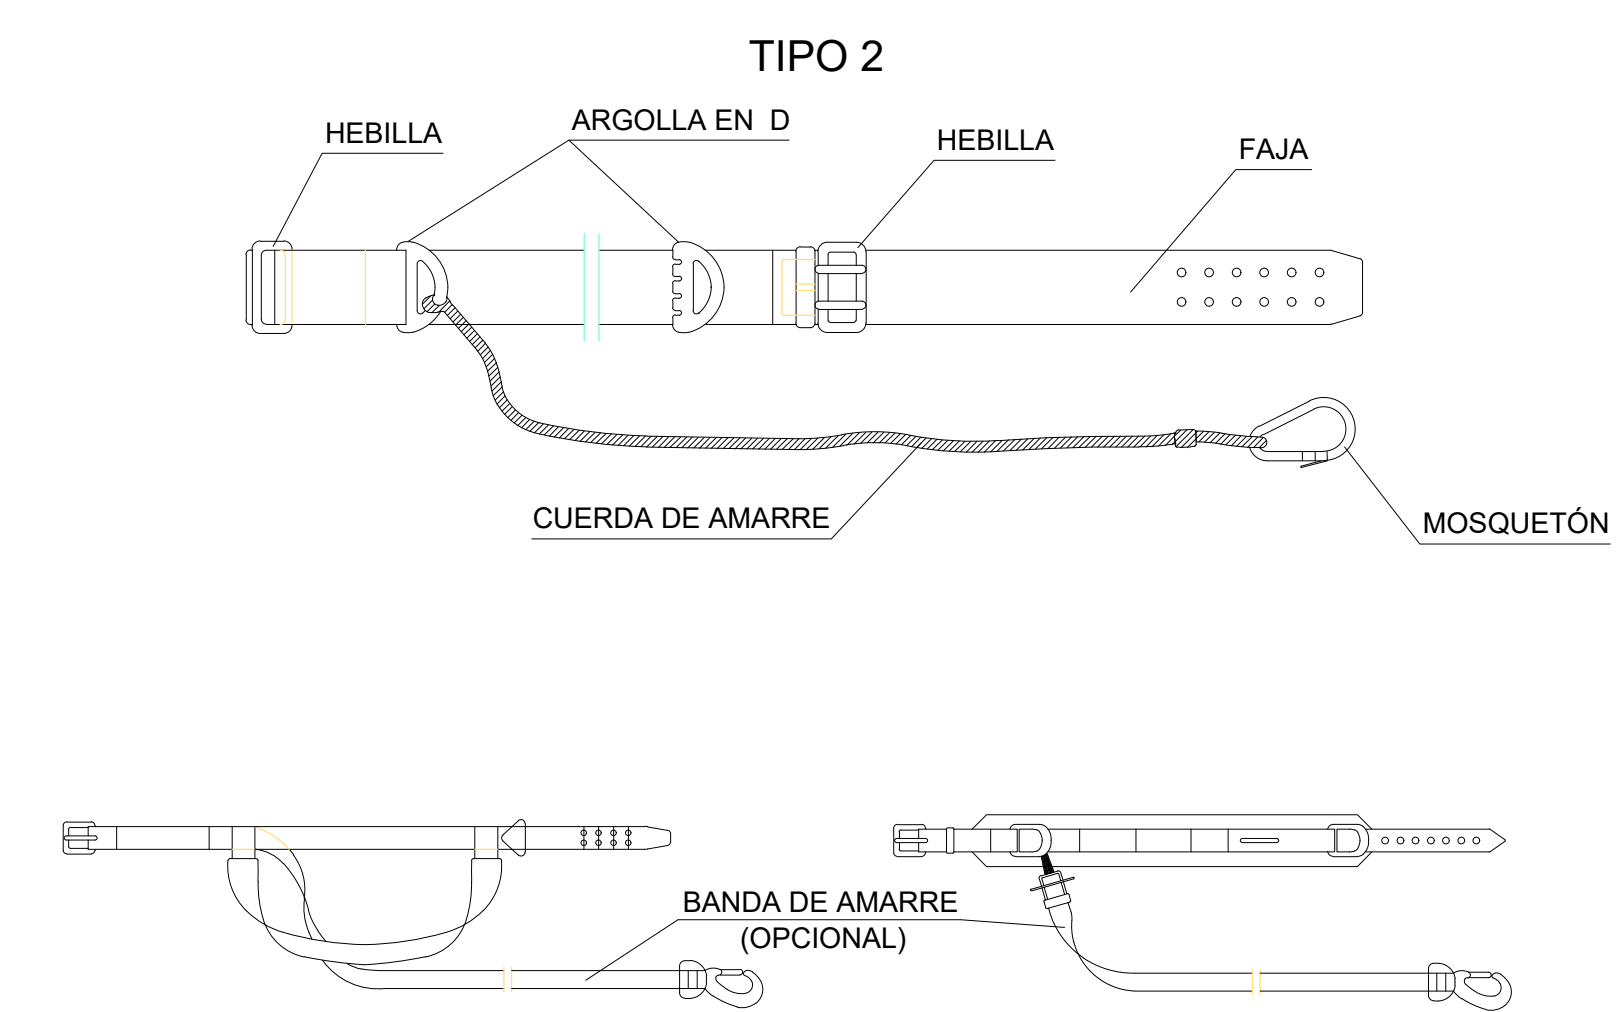 TIPO 2
HEBILLA
ARGOLLA EN D
HEBILLA
FAJA
CUERDA DE AMARRE
MOSQUETÓN
BANDA DE AMARRE
(OPCIONAL)